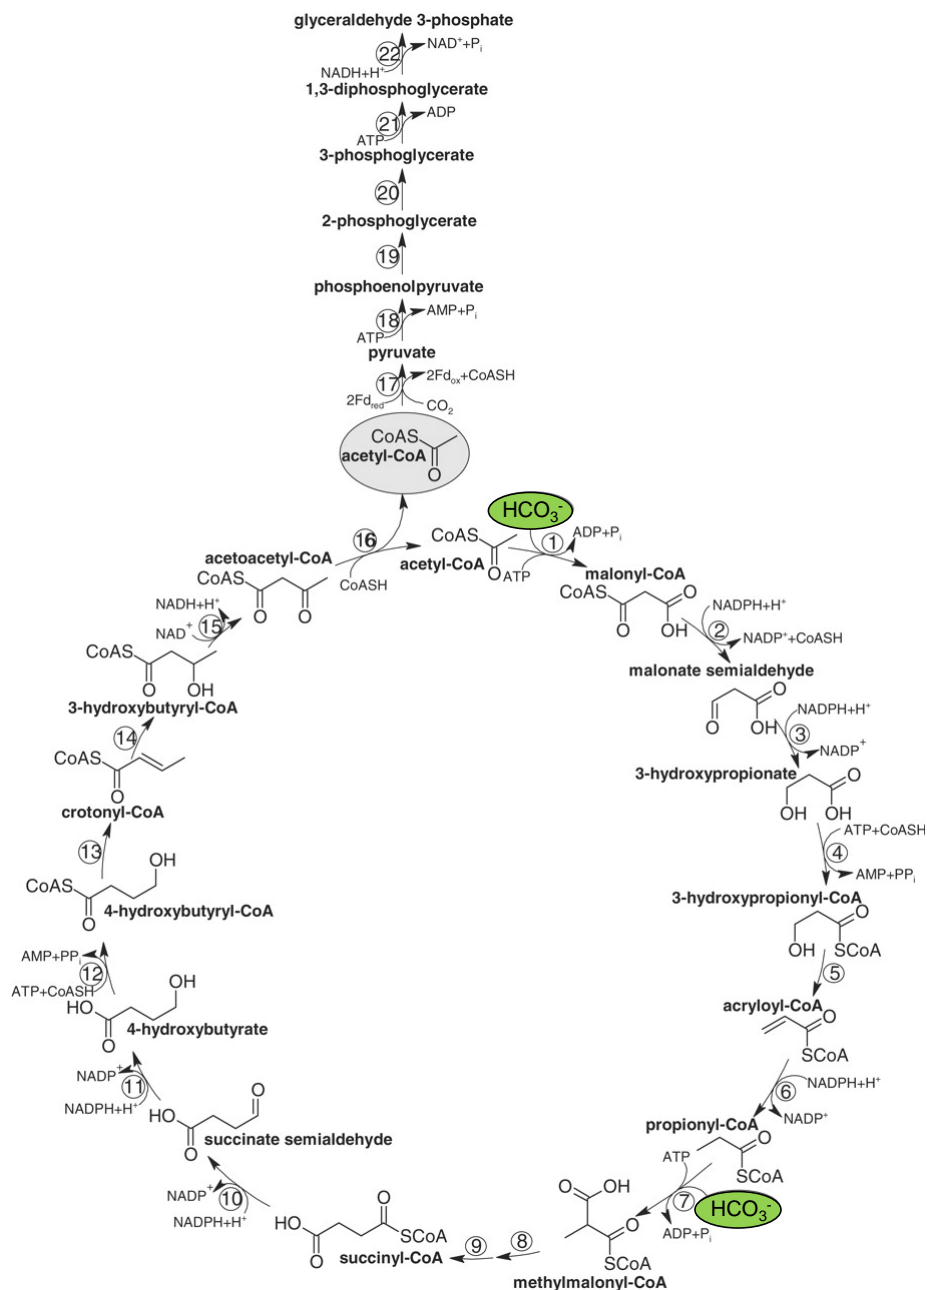 glyceraldehyde 3-phosphate
22
NAD⁺+Pᵢ
NADH+H⁺
1,3-diphosphoglycerate
21
ADP
ATP
3-phosphoglycerate
20
2-phosphoglycerate
19
phosphoenolpyruvate
18
AMP+Pᵢ
ATP
pyruvate
17
2Fdₒₓ+CoASH
2Fd_red
CO₂
CoAS
acetyl-CoA
O
HCO₃⁻
16
CoASH
CoAS
acetyl-CoA
O
1
ATP
ADP+Pᵢ
malonyl-CoA
CoAS
O
O
OH
2
NADPH+H⁺
NADP⁺+CoASH
malonate semialdehyde
O
O
OH
3
NADPH+H⁺
NADP⁺
3-hydroxypropionate
O
OH
OH
4
ATP+CoASH
AMP+PPᵢ
3-hydroxypropionyl-CoA
O
OH
SCoA
5
acryloyl-CoA
O
SCoA
6
NADPH+H⁺
NADP⁺
propionyl-CoA
O
SCoA
ATP
7
HCO₃⁻
ADP+Pᵢ
O
OH
O
SCoA
methylmalonyl-CoA
8
9
HO
O
O
SCoA
succinyl-CoA
10
NADP⁺
NADPH+H⁺
O
HO
O
succinate semialdehyde
11
NADP⁺
NADPH+H⁺
OH
HO
O
4-hydroxybutyrate
12
AMP+PPᵢ
ATP+CoASH
OH
CoAS
O
4-hydroxybutyryl-CoA
13
crotonyl-CoA
CoAS
O
14
3-hydroxybutyryl-CoA
CoAS
O
OH
15
NADH+H⁺
NAD⁺
acetoacetyl-CoA
CoAS
O
O